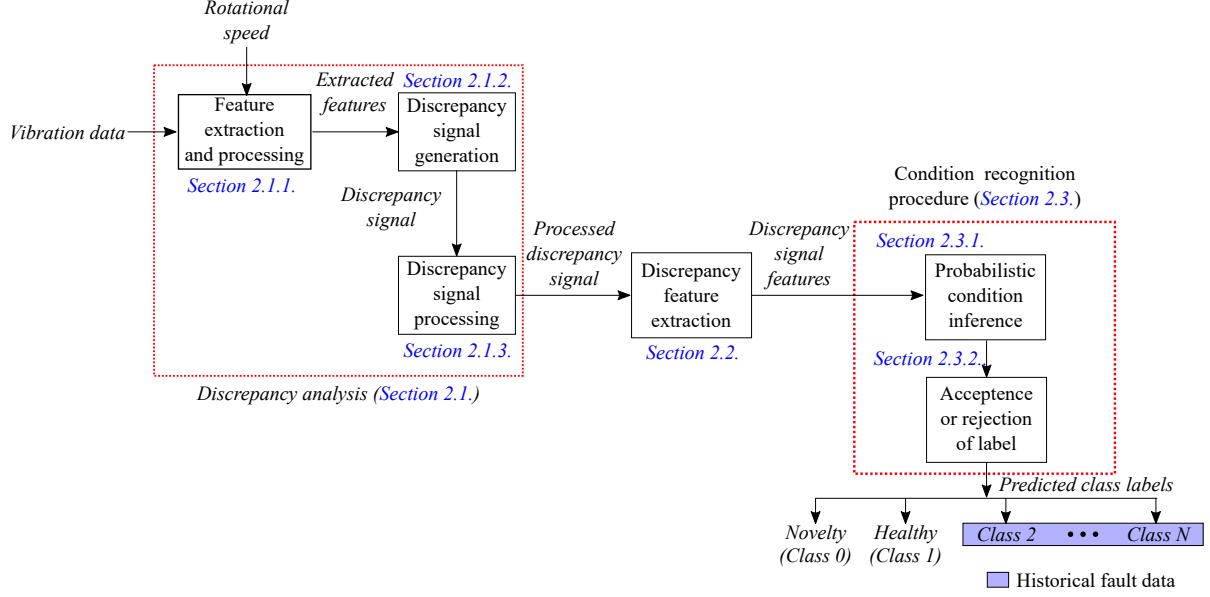 Rotational
speed
Vibration data
Feature
extraction
and processing
Section 2.1.1.
Extracted
features
Section 2.1.2.
Discrepancy
signal
generation
Discrepancy
signal
Discrepancy
signal
processing
Section 2.1.3.
Discrepancy analysis (Section 2.1.)
Processed
discrepancy
signal
Discrepancy
feature
extraction
Section 2.2.
Discrepancy
signal
features
Condition recognition
procedure (Section 2.3.)
Section 2.3.1.
Probabilistic
condition
inference
Section 2.3.2.
Acceptence
or rejection
of label
Predicted class labels
Novelty
(Class 0)
Healthy
(Class 1)
Class 2 • • • Class N
Historical fault data